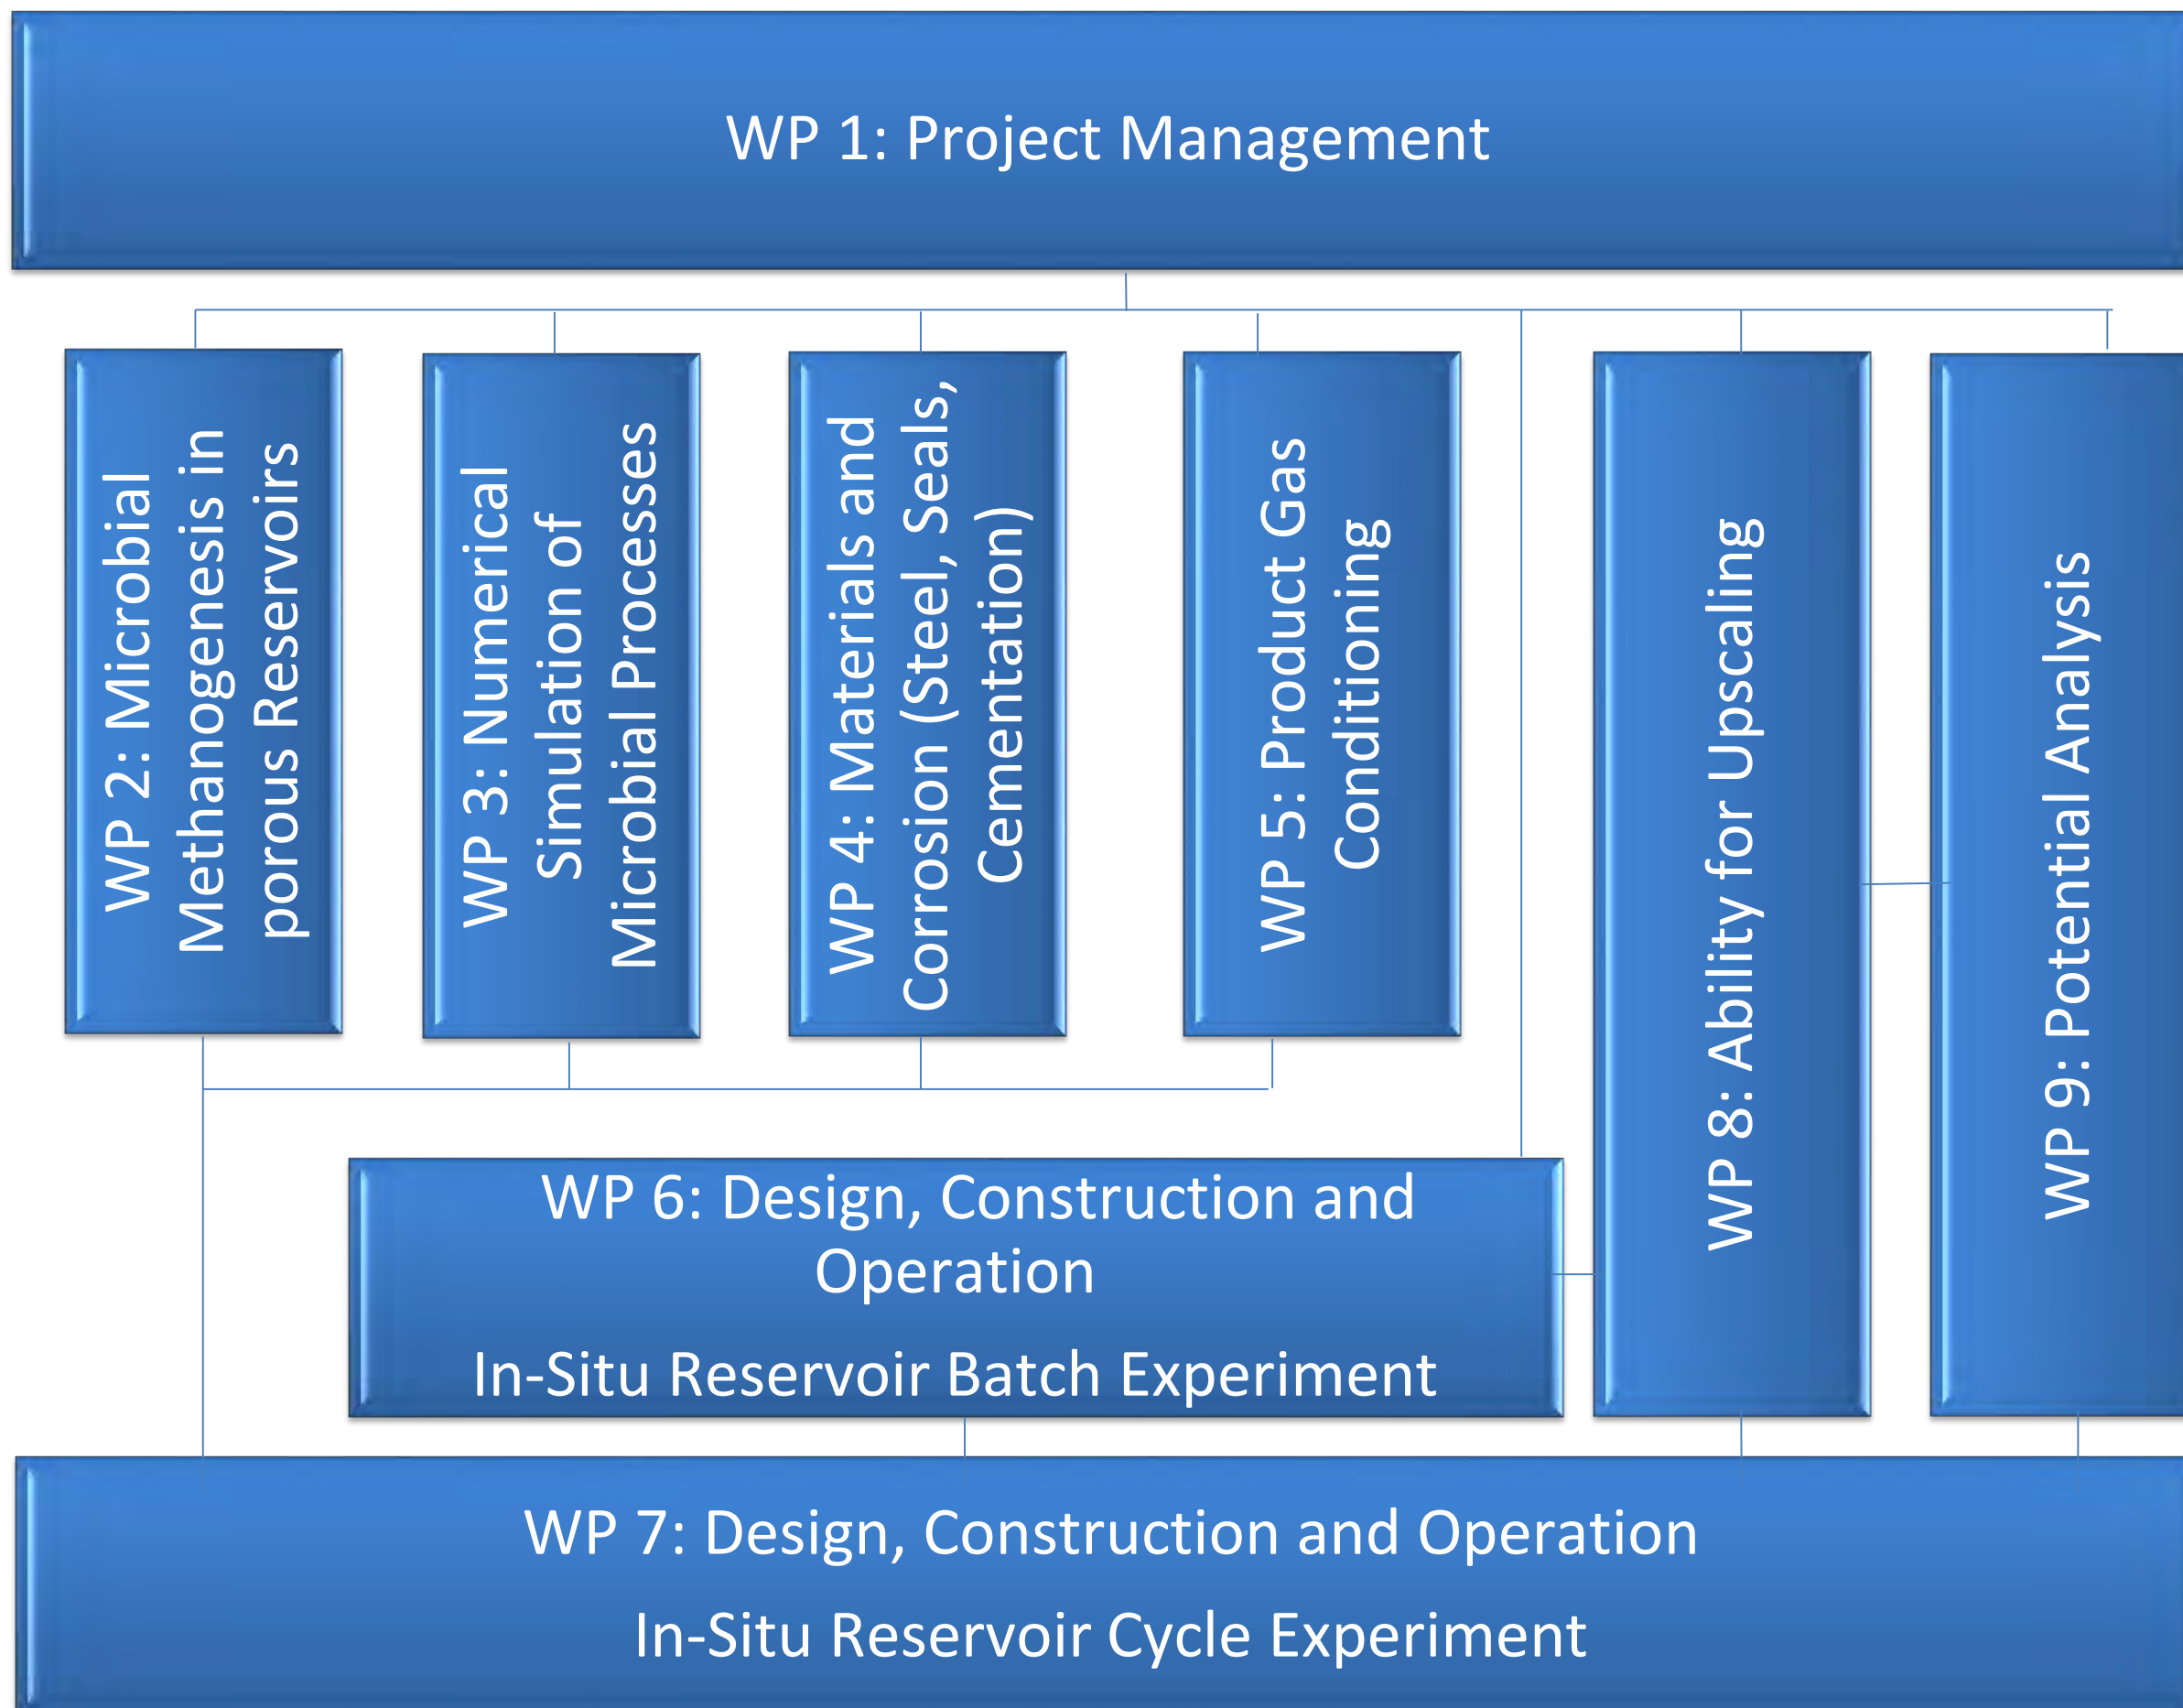 WP 1: Project Management
WP 2: Microbial
Methanogenesis in
porous Reservoirs
WP 3: Numerical
Simulation of
Microbial Processes
WP 4: Materials and
Corrosion (Steel, Seals,
Cementation)
WP 5: Product Gas
Conditioning
WP 8: Ability for Upscaling
WP 9: Potential Analysis
WP 6: Design, Construction and
Operation
In-Situ Reservoir Batch Experiment
WP 7: Design, Construction and Operation
In-Situ Reservoir Cycle Experiment